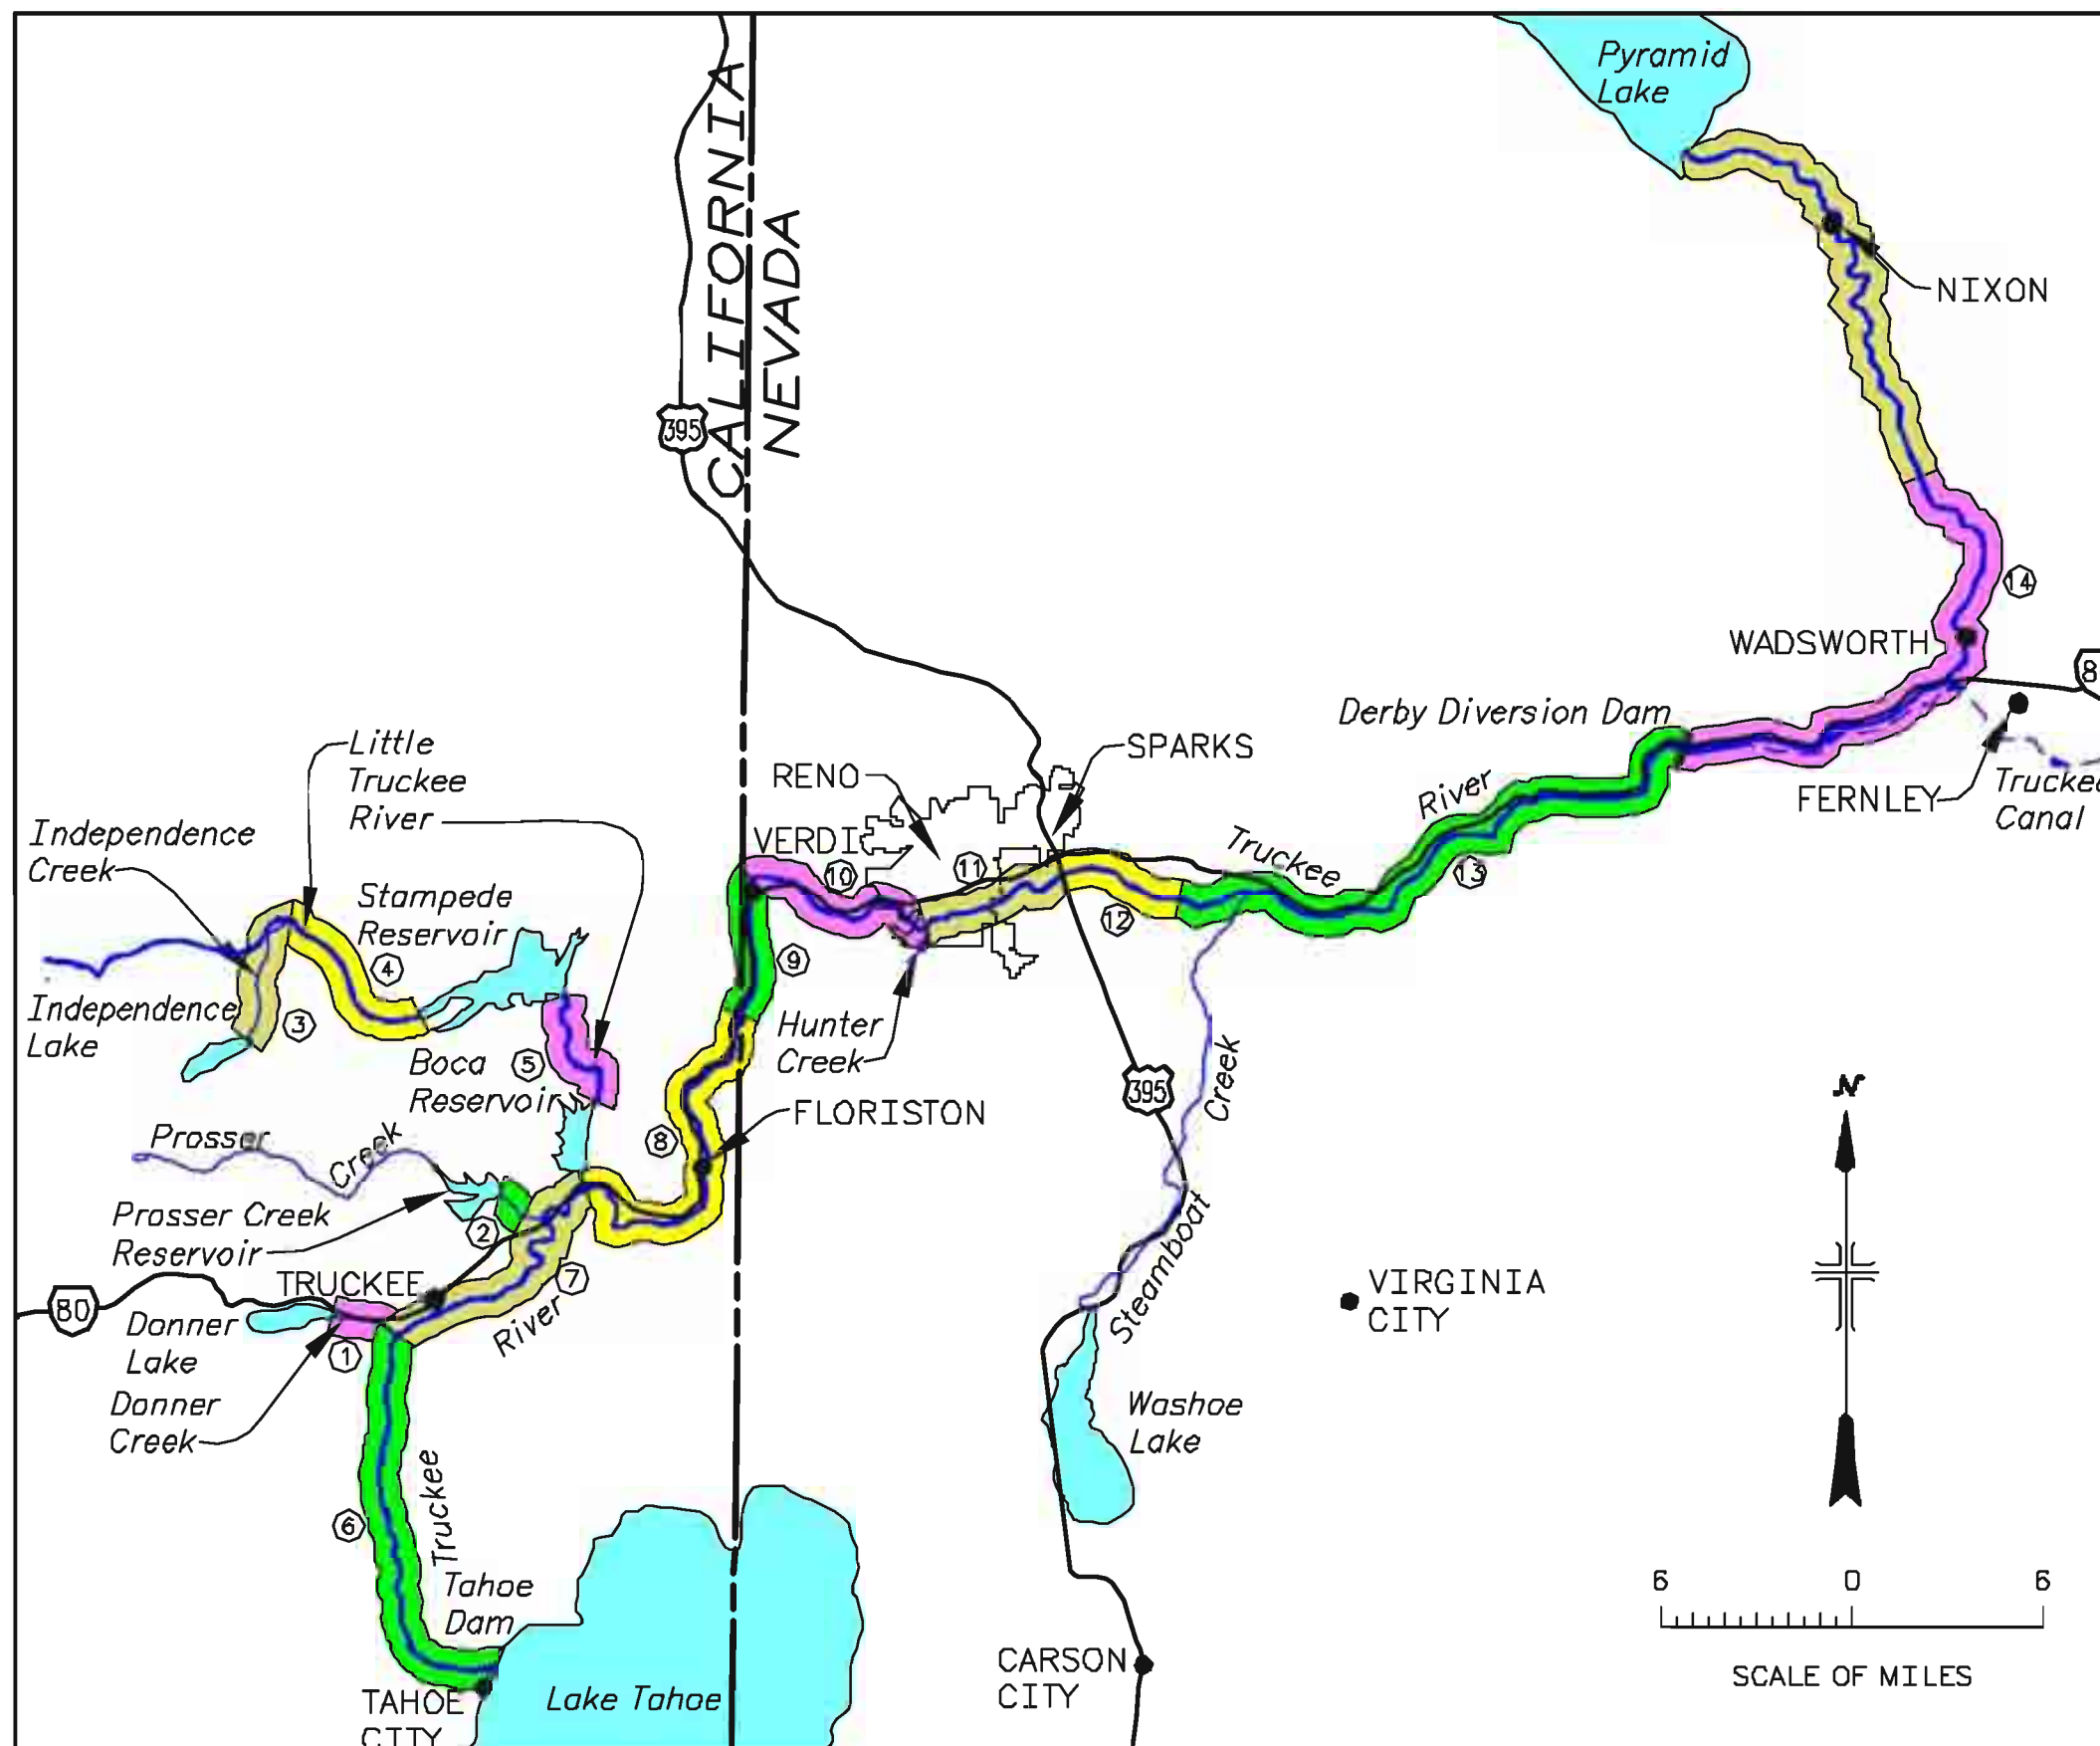 Pyramid
Lake
CALIFORNIA
NEVADA
NIXON
395
14
WADSWORTH
8
Derby Diversion Dam
Little
Truckee
River
SPARKS
RENO
River
FERNLEY
Truckee
Canal
Independence
Creek
VERDI
Truckee
Stampede
Reservoir
10
11
12
13
4
9
Independence
Lake
3
Hunter
Creek
Boca
Reservoir
5
395
Creek
FLORISTON
8
Prosser
Creek
Prosser Creek
Reservoir
2
7
TRUCKEE
River
80
Donner
Lake
1
Donner
Creek
Steamboat
VIRGINIA
CITY
N
Washoe
Lake
Truckee
6
Tahoe
Dam
6 0 6
SCALE OF MILES
CARSON
CITY
TAHOE
CITY
Lake Tahoe